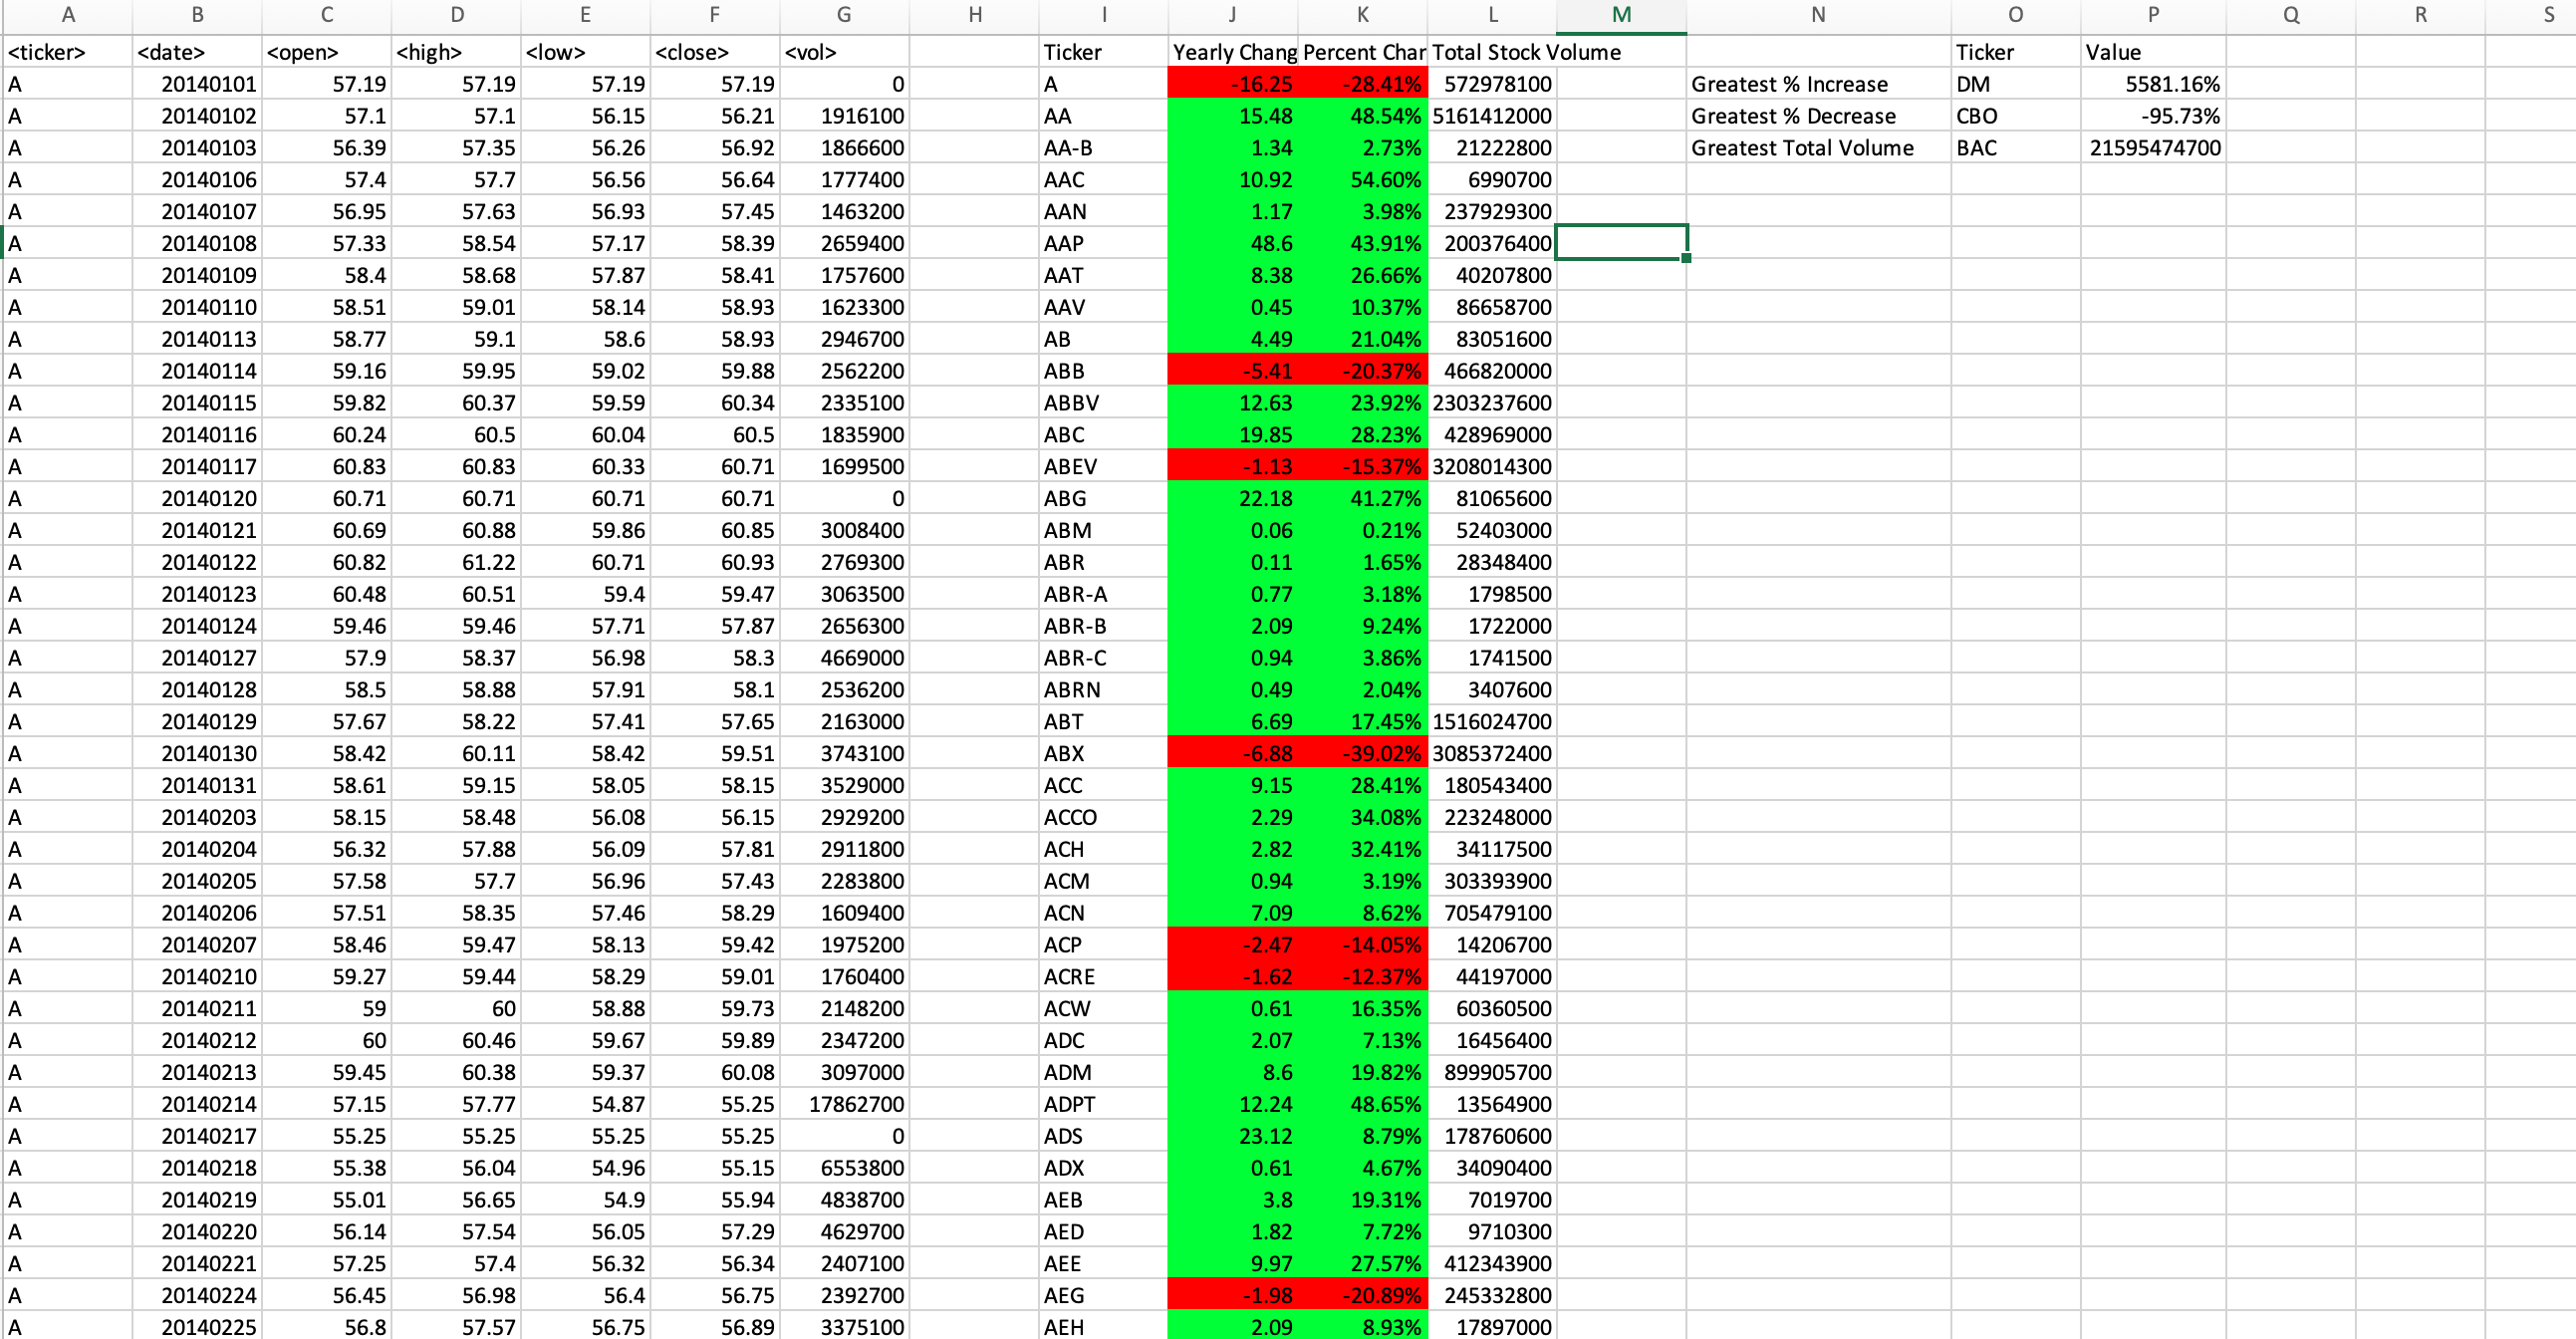 A B C D E F G H I J K L M N O P Q R S
<ticker> <date> <open> <high> <low> <close> <vol> Ticker Yearly Chang Percent Char Total Stock Volume Ticker Value
A 20140101 57.19 57.19 57.19 57.19 0 A -16.25 -28.41% 572978100 Greatest % Increase DM 5581.16%
A 20140102 57.1 57.1 56.15 56.21 1916100 AA 15.48 48.54% 5161412000 Greatest % Decrease CBO -95.73%
A 20140103 56.39 57.35 56.26 56.92 1866600 AA-B 1.34 2.73% 21222800 Greatest Total Volume BAC 21595474700
A 20140106 57.4 57.7 56.56 56.64 1777400 AAC 10.92 54.60% 6990700
A 20140107 56.95 57.63 56.93 57.45 1463200 AAN 1.17 3.98% 237929300
A 20140108 57.33 58.54 57.17 58.39 2659400 AAP 48.6 43.91% 200376400
A 20140109 58.4 58.68 57.87 58.41 1757600 AAT 8.38 26.66% 40207800
A 20140110 58.51 59.01 58.14 58.93 1623300 AAV 0.45 10.37% 86658700
A 20140113 58.77 59.1 58.6 58.93 2946700 AB 4.49 21.04% 83051600
A 20140114 59.16 59.95 59.02 59.88 2562200 ABB -5.41 -20.37% 466820000
A 20140115 59.82 60.37 59.59 60.34 2335100 ABBV 12.63 23.92% 2303237600
A 20140116 60.24 60.5 60.04 60.5 1835900 ABC 19.85 28.23% 428969000
A 20140117 60.83 60.83 60.33 60.71 1699500 ABEV -1.13 -15.37% 3208014300
A 20140120 60.71 60.71 60.71 60.71 0 ABG 22.18 41.27% 81065600
A 20140121 60.69 60.88 59.86 60.85 3008400 ABM 0.06 0.21% 52403000
A 20140122 60.82 61.22 60.71 60.93 2769300 ABR 0.11 1.65% 28348400
A 20140123 60.48 60.51 59.4 59.47 3063500 ABR-A 0.77 3.18% 1798500
A 20140124 59.46 59.46 57.71 57.87 2656300 ABR-B 2.09 9.24% 1722000
A 20140127 57.9 58.37 56.98 58.3 4669000 ABR-C 0.94 3.86% 1741500
A 20140128 58.5 58.88 57.91 58.1 2536200 ABRN 0.49 2.04% 3407600
A 20140129 57.67 58.22 57.41 57.65 2163000 ABT 6.69 17.45% 1516024700
A 20140130 58.42 60.11 58.42 59.51 3743100 ABX -6.88 -39.02% 3085372400
A 20140131 58.61 59.15 58.05 58.15 3529000 ACC 9.15 28.41% 180543400
A 20140203 58.15 58.48 56.08 56.15 2929200 ACCO 2.29 34.08% 223248000
A 20140204 56.32 57.88 56.09 57.81 2911800 ACH 2.82 32.41% 34117500
A 20140205 57.58 57.7 56.96 57.43 2283800 ACM 0.94 3.19% 303393900
A 20140206 57.51 58.35 57.46 58.29 1609400 ACN 7.09 8.62% 705479100
A 20140207 58.46 59.47 58.13 59.42 1975200 ACP -2.47 -14.05% 14206700
A 20140210 59.27 59.44 58.29 59.01 1760400 ACRE -1.62 -12.37% 44197000
A 20140211 59 60 58.88 59.73 2148200 ACW 0.61 16.35% 60360500
A 20140212 60 60.46 59.67 59.89 2347200 ADC 2.07 7.13% 16456400
A 20140213 59.45 60.38 59.37 60.08 3097000 ADM 8.6 19.82% 899905700
A 20140214 57.15 57.77 54.87 55.25 17862700 ADPT 12.24 48.65% 13564900
A 20140217 55.25 55.25 55.25 55.25 0 ADS 23.12 8.79% 178760600
A 20140218 55.38 56.04 54.96 55.15 6553800 ADX 0.61 4.67% 34090400
A 20140219 55.01 56.65 54.9 55.94 4838700 AEB 3.8 19.31% 7019700
A 20140220 56.14 57.54 56.05 57.29 4629700 AED 1.82 7.72% 9710300
A 20140221 57.25 57.4 56.32 56.34 2407100 AEE 9.97 27.57% 412343900
A 20140224 56.45 56.98 56.4 56.75 2392700 AEG -1.98 -20.89% 245332800
A 20140225 56.8 57.57 56.75 56.89 3375100 AEH 2.09 8.93% 17897000